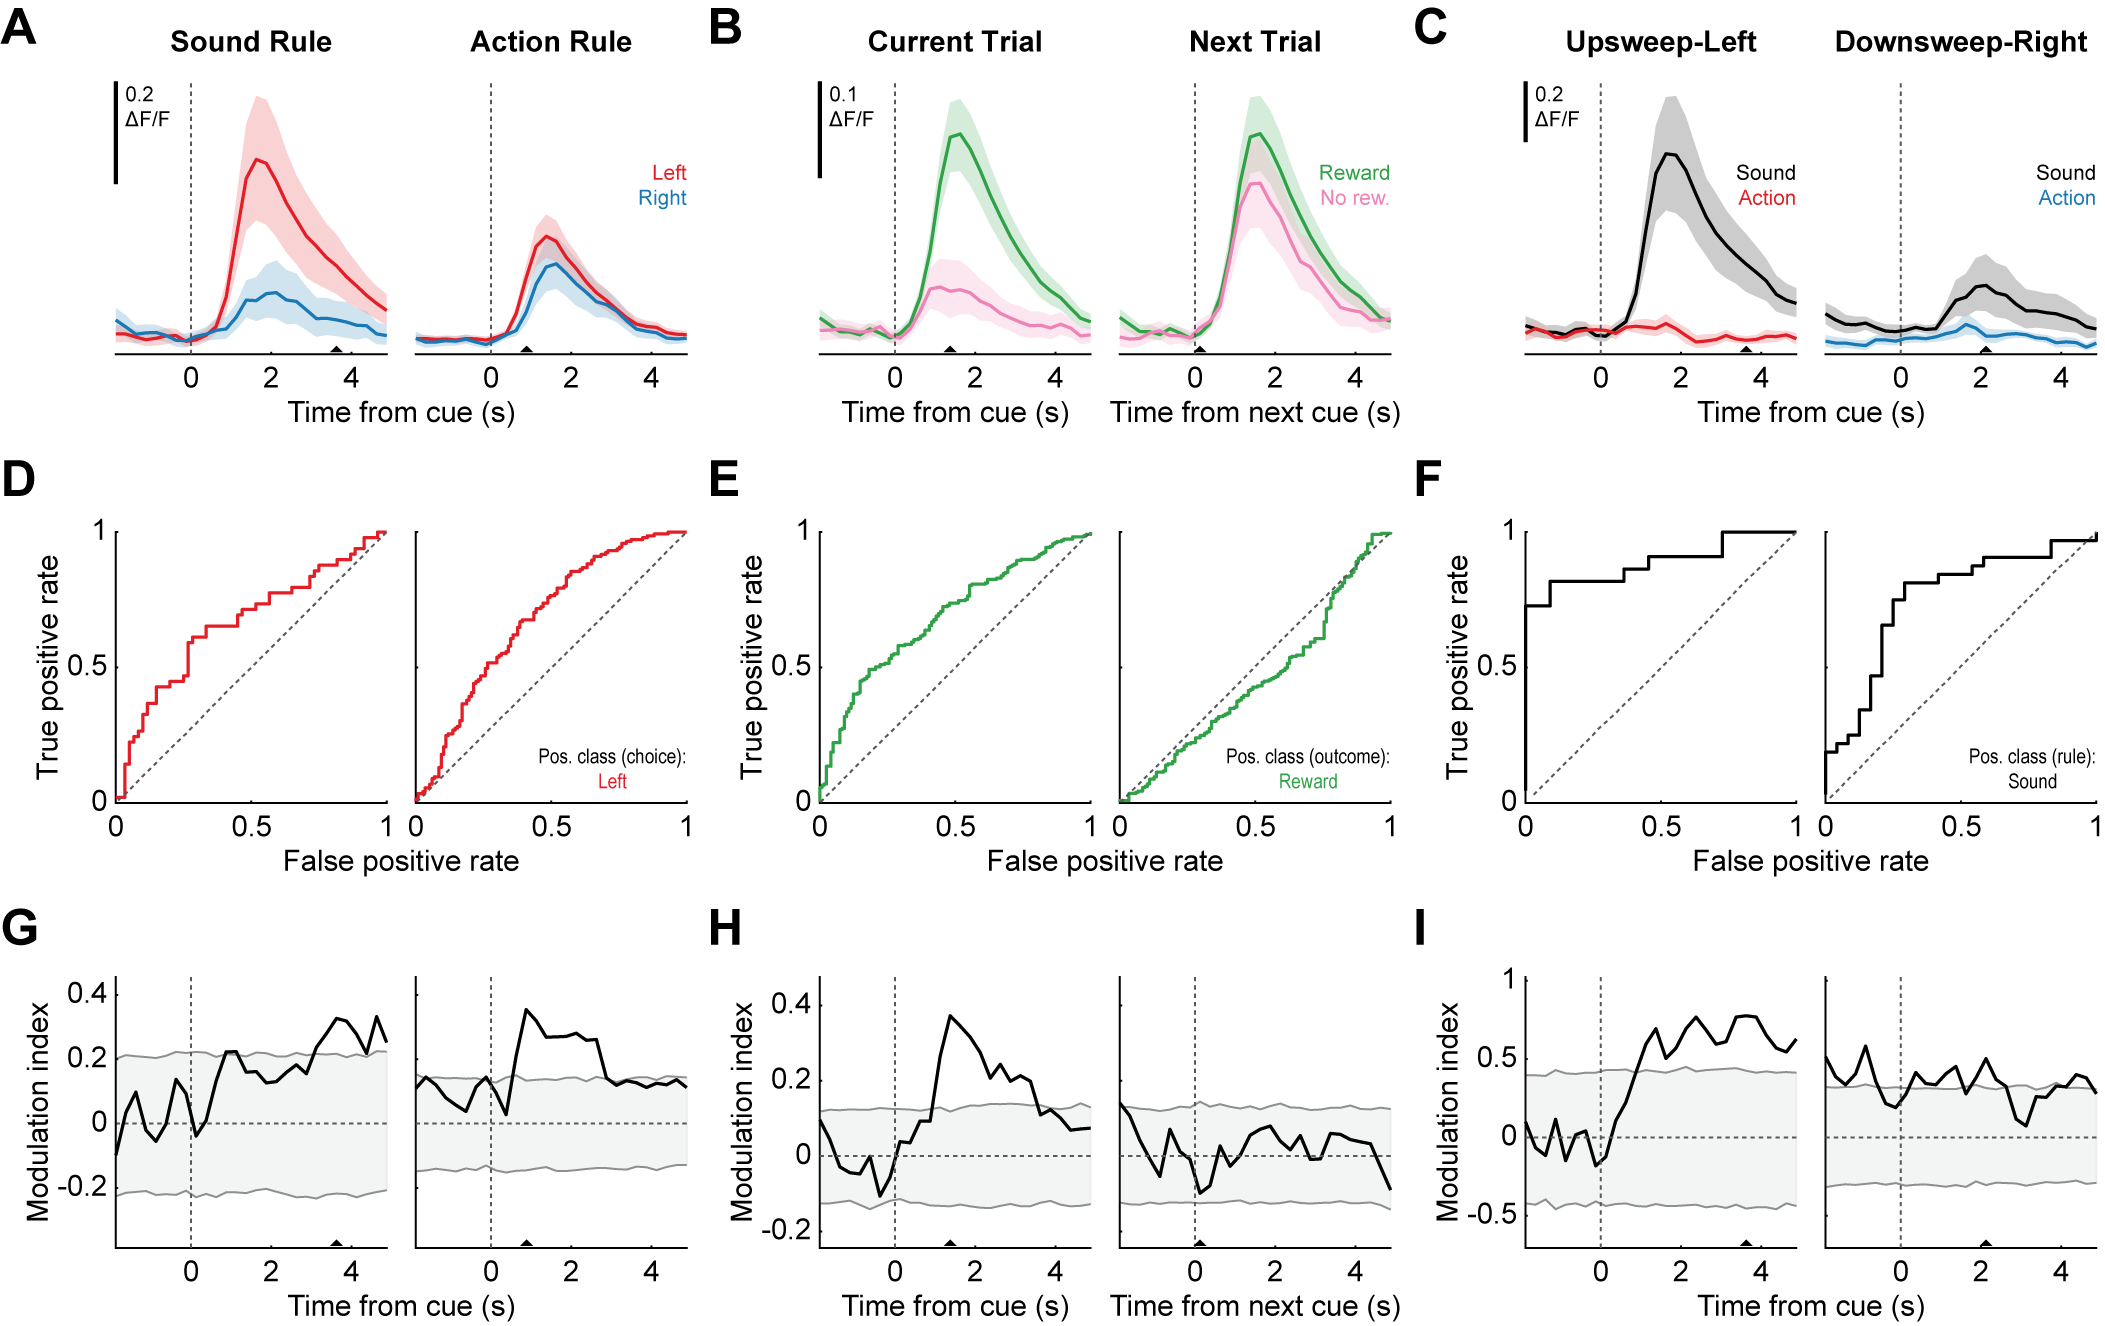 A
Sound Rule
Action Rule
0.2
ΔF/F
Left
Right
0 2 4 0 2 4
Time from cue (s)
B
Current Trial
Next Trial
0.1
ΔF/F
Reward
No rew.
0 2 4 0 2 4
Time from cue (s)
Time from next cue (s)
C
Upsweep-Left
Downsweep-Right
0.2
ΔF/F
Sound
Action
Sound
Action
0 2 4 0 2 4
Time from cue (s)
D
True positive rate
1
0.5
0
Pos. class (choice):
Left
0 0.5 1 0 0.5 1
False positive rate
E
True positive rate
1
0.5
0
Pos. class (outcome):
Reward
0 0.5 1 0 0.5 1
False positive rate
F
True positive rate
1
0.5
0
Pos. class (rule):
Sound
0 0.5 1 0 0.5 1
False positive rate
G
Modulation index
0.4
0.2
0
-0.2
0 2 4 0 2 4
Time from cue (s)
H
Modulation index
0.4
0.2
0
-0.2
0 2 4 0 2 4
Time from cue (s)
Time from next cue (s)
I
Modulation index
1
0.5
0
-0.5
0 2 4 0 2 4
Time from cue (s)